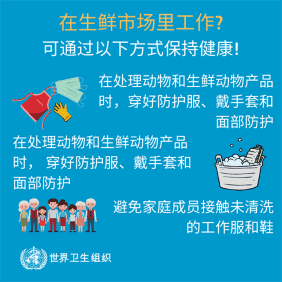 在生鲜市场里工作?
可通过以下方式保持健康!
在处理动物和生鲜动物产品
时，穿好防护服、戴手套和
面部防护
在处理动物和生鲜动物产品
时， 穿好防护服、戴手套和
面部防护
避免家庭成员接触未清洗
的工作服和鞋
世界卫生组织